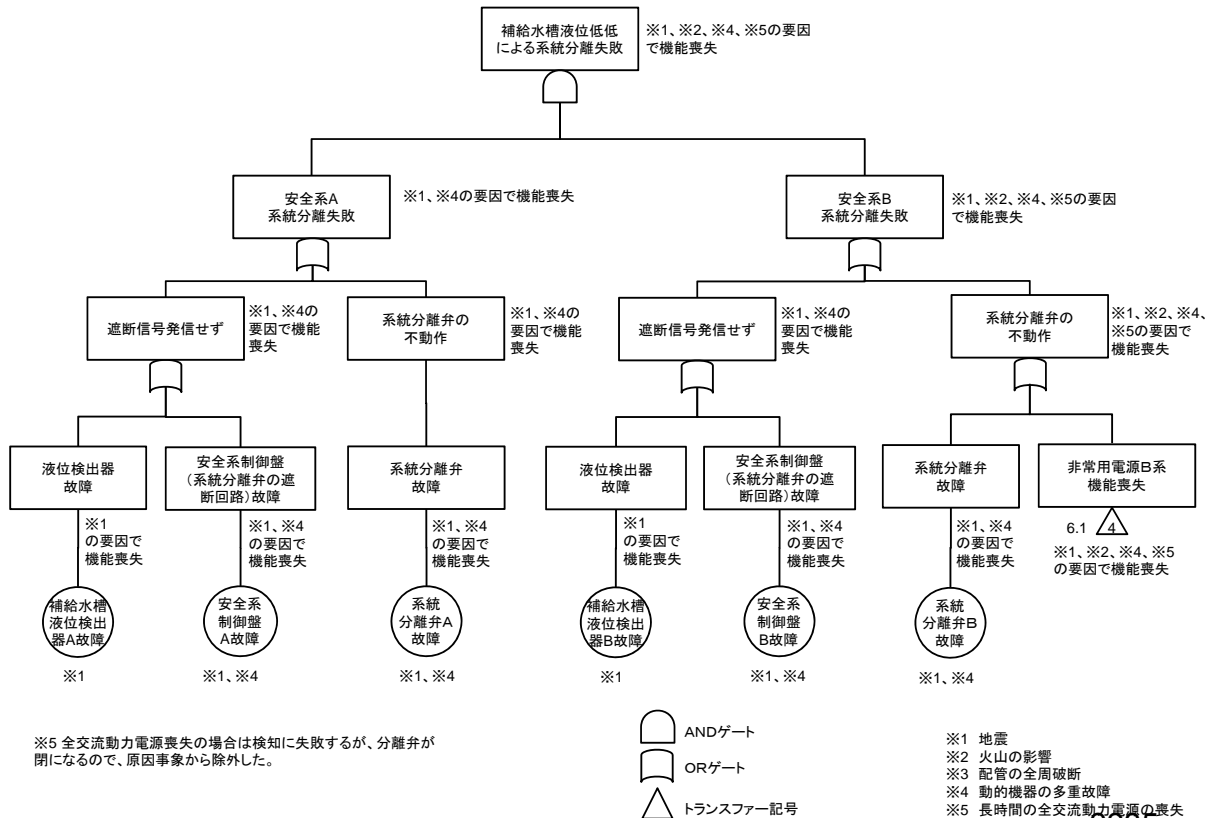 補給水槽液位低低
による系統分離失敗
※1、※2、※4、※5の要因
で機能喪失
安全系A
系統分離失敗
※1、※4の要因で機能喪失
安全系B
系統分離失敗
※1、※2、※4、※5の要因
で機能喪失
遮断信号発信せず
※1、※4の
要因で機能
喪失
系統分離弁の
不動作
※1、※4の
要因で機能
喪失
遮断信号発信せず
※1、※4の
要因で機能
喪失
系統分離弁の
不動作
※1、※2、※4、
※5の要因で
機能喪失
液位検出器
故障
安全系制御盤
(系統分離弁の遮
断回路)故障
系統分離弁
故障
液位検出器
故障
安全系制御盤
(系統分離弁の遮
断回路)故障
系統分離弁
故障
非常用電源B系
機能喪失
※1
の要因で
機能喪失
※1、※4
の要因で
機能喪失
※1、※4
の要因で
機能喪失
※1
の要因で
機能喪失
※1、※4
の要因で
機能喪失
※1、※4
の要因で
機能喪失
6.1 4
※1、※2、※4、※5
の要因で機能喪失
補給水槽
液位検出
器A故障
安全系
制御盤
A故障
系統
分離弁A
故障
補給水槽
液位検出
器B故障
安全系
制御盤
B故障
系統
分離弁B
故障
※1
※1、※4
※1、※4
※1
※1、※4
※1、※4
※5 全交流動力電源喪失の場合は検知に失敗するが、分離弁が
閉になるので、原因事象から除外した。
ANDゲート
ORゲート
トランスファー記号
※1 地震
※2 火山の影響
※3 配管の全周破断
※4 動的機器の多重故障
※5 長時間の全交流動力電源の喪失